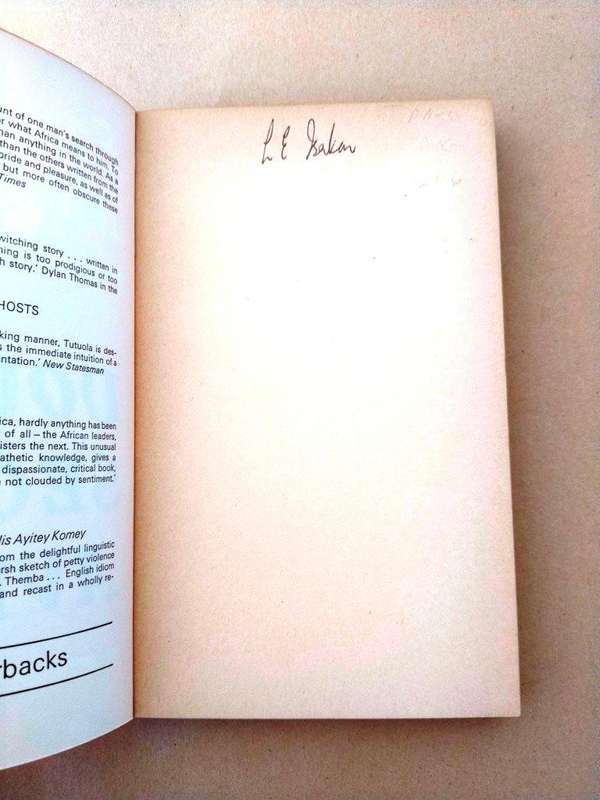 unt of one man's search through
r what Africa means to him. To
han anything in the world. As a
than the others written from the
pride and pleasure, as well as of
but more often obscure these
Times
witching story . . . written in
hing is too prodigious or too
h story.' Dylan Thomas in the
HOSTS
king manner, Tutuola is des-
s the immediate intuition of a
ntation.' New Statesman
ica, hardly anything has been
of all — the African leaders,
isters the next. This unusual
athetic knowledge, gives a
dispassionate, critical book,
not clouded by sentiment.'
lis Ayitey Komey
om the delightful linguistic
rsh sketch of petty violence
. Themba . . . English idiom
and recast in a wholly re-
rbacks
L E